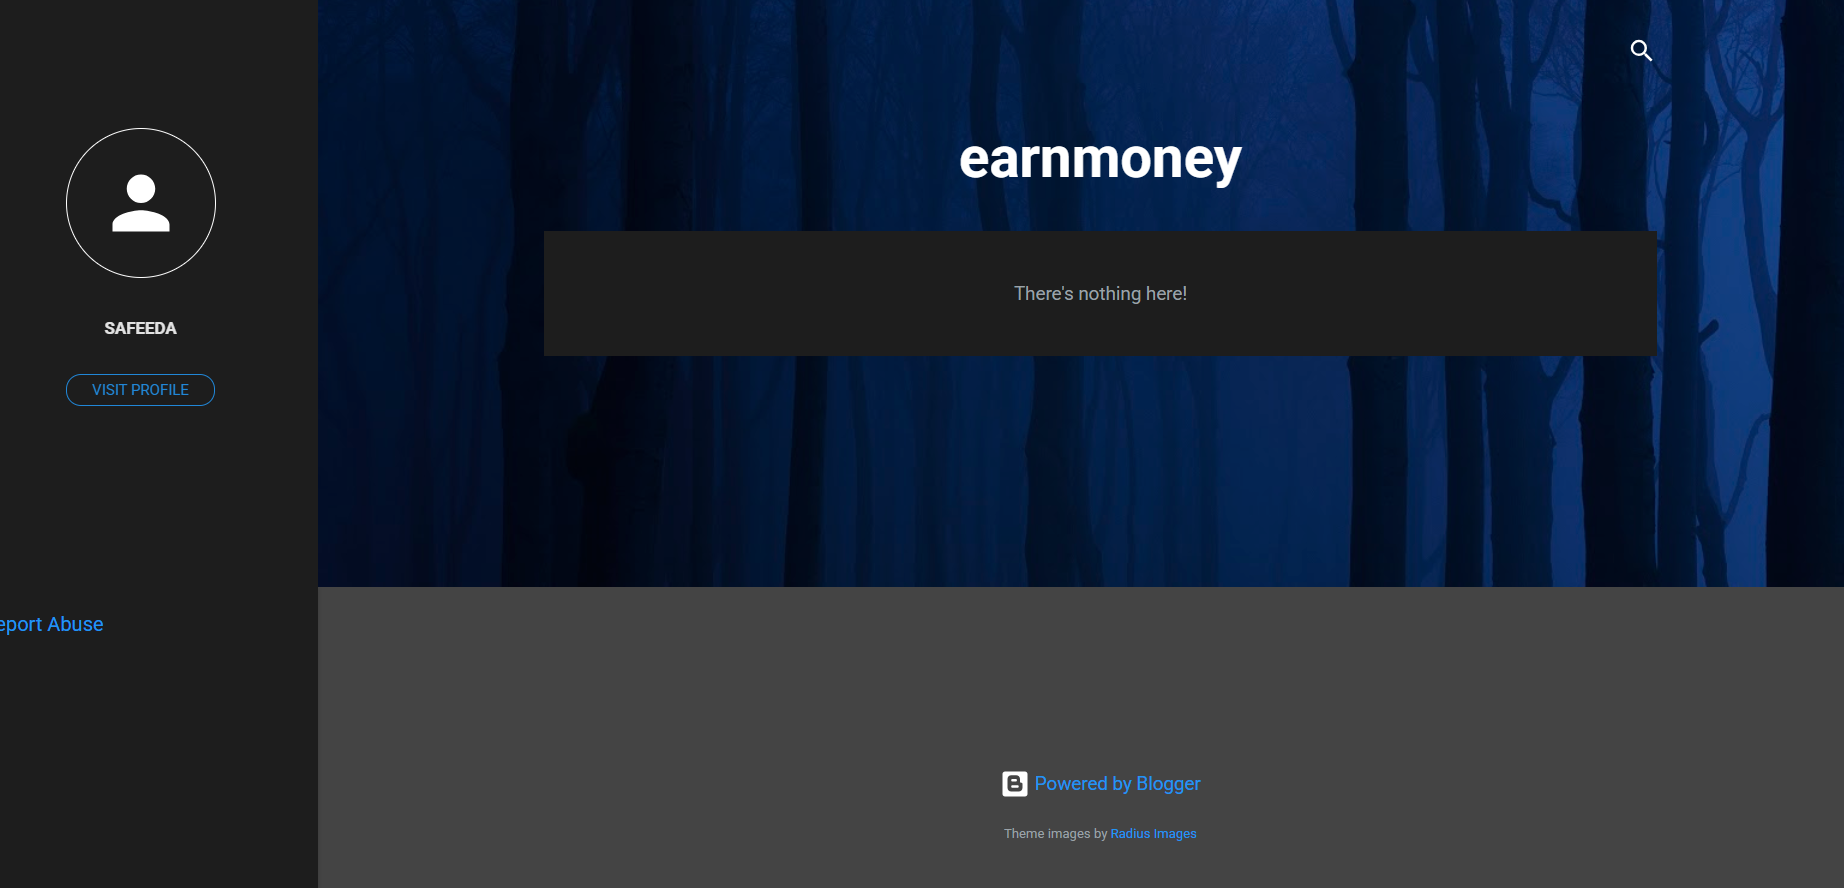 SAFEEDA
VISIT PROFILE
eport Abuse
earnmoney
There's nothing here!
Powered by Blogger
Theme images by Radius Images